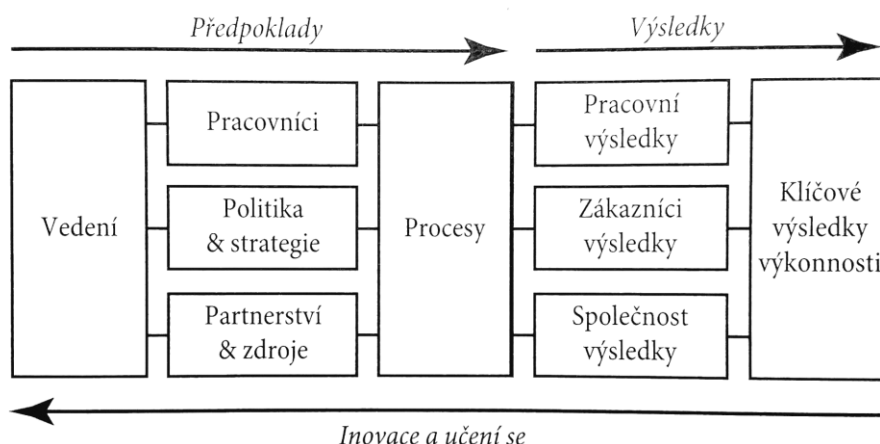 Předpoklady
Výsledky
Vedení
Pracovníci
Politika
& strategie
Partnerství
& zdroje
Procesy
Pracovní
výsledky
Zákazníci
výsledky
Společnost
výsledky
Klíčové
výsledky
výkonnosti
Inovace a učení se